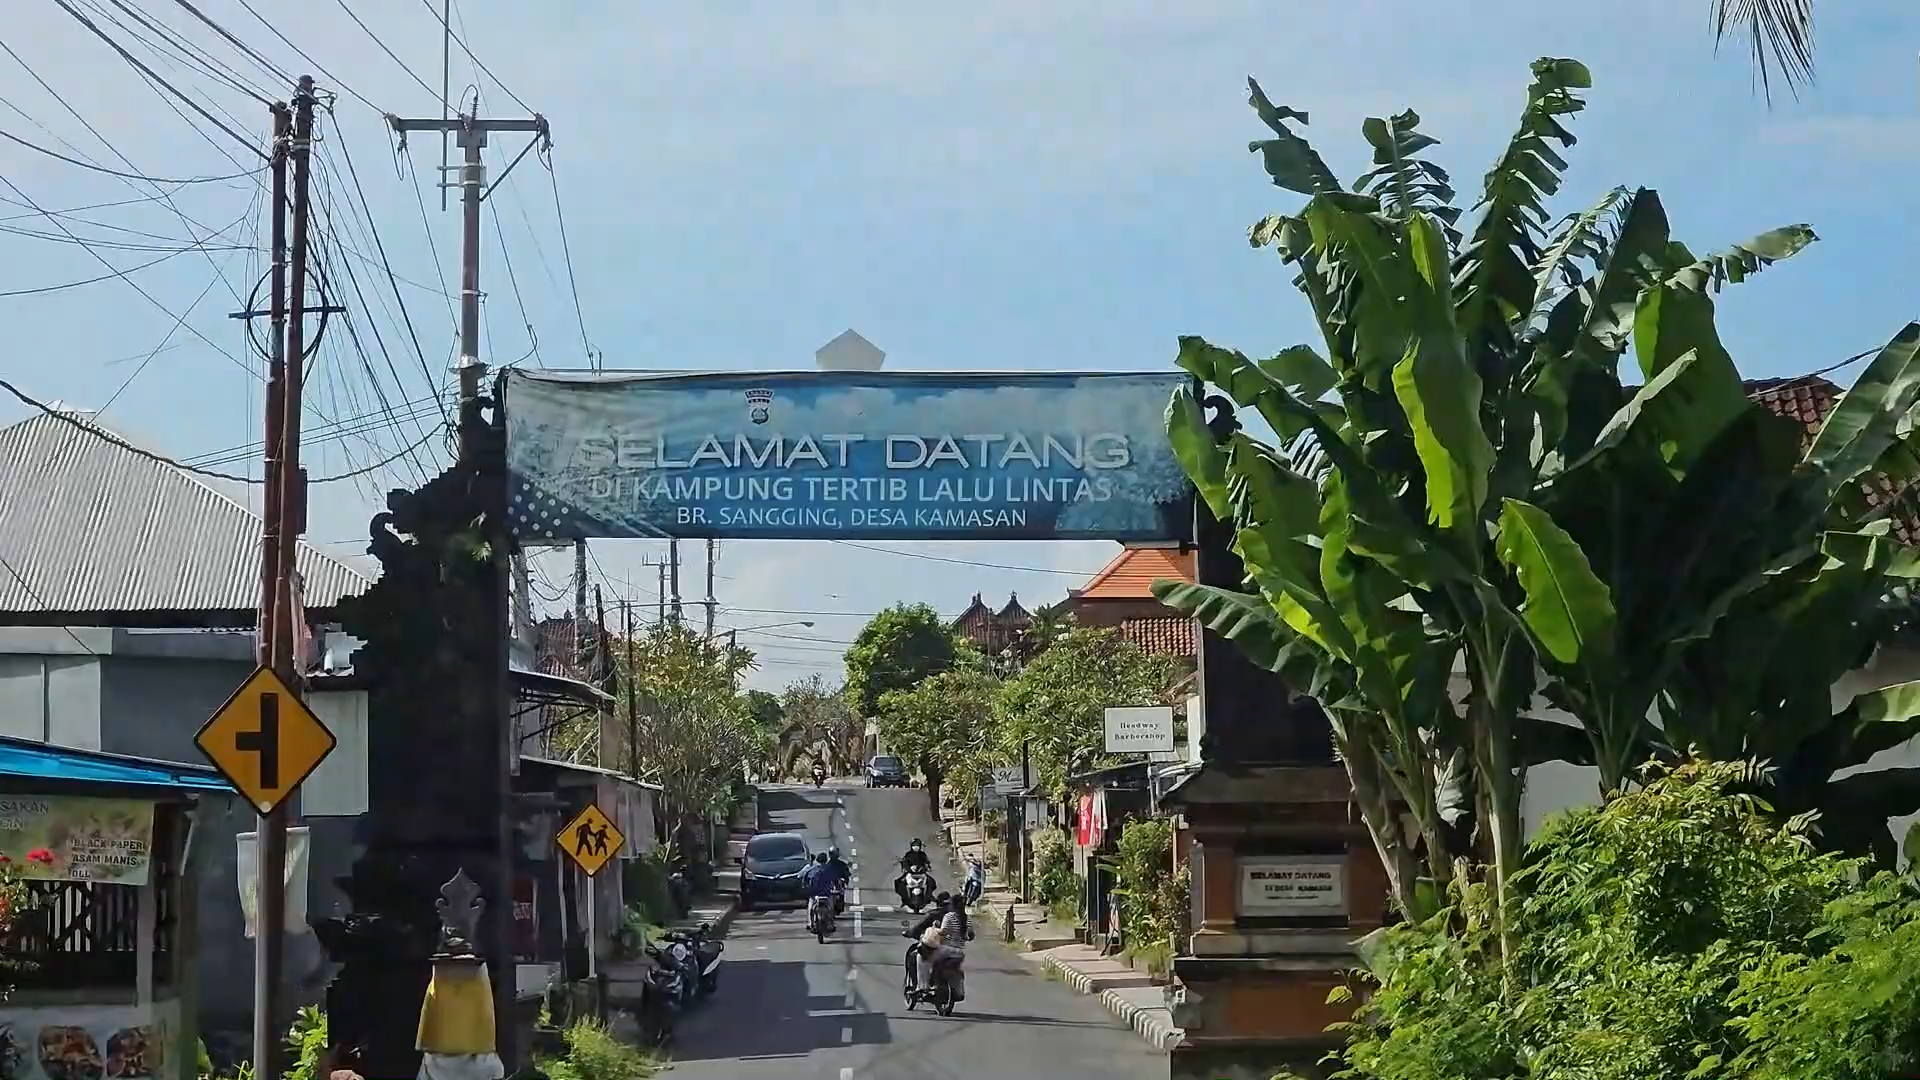 SELAMAT DATANG
DI KAMPUNG TERTIB LALU LINTAS
BR. SANGGING, DESA KAMASAN
Headway
Barbershop
SAKAN
BLACK PAPER
ASAM MANIS
SELAMAT DATANG
DI DESA KAMASAN